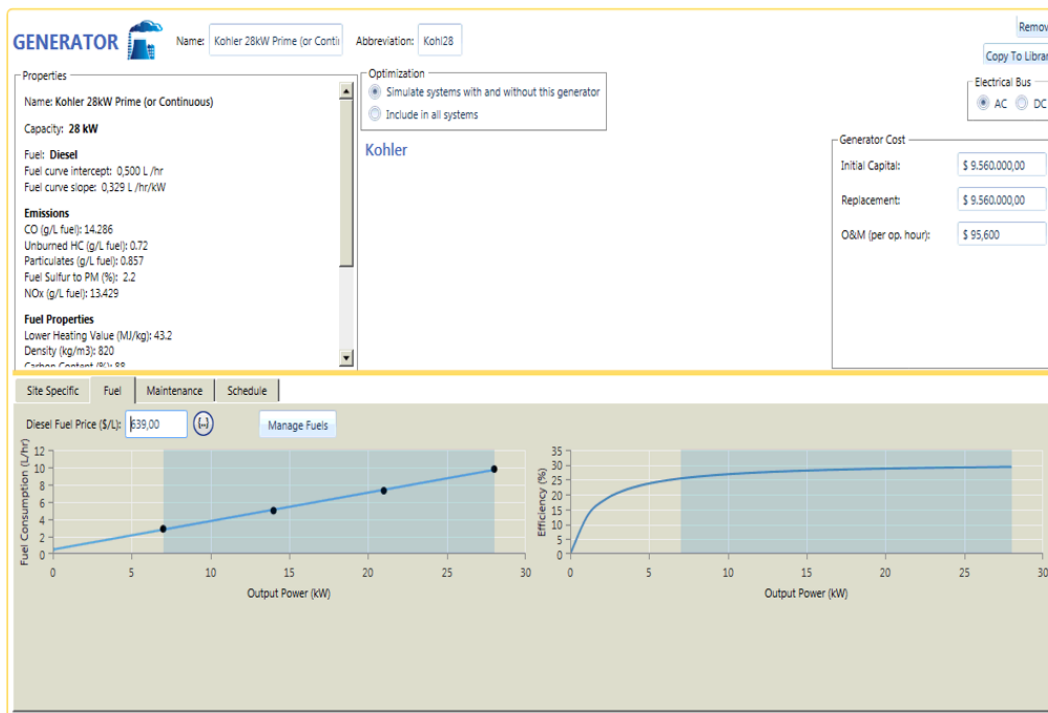 GENERATOR
Name:
Kohler 28kW Prime (or Conti
Abbreviation:
Kohl28
Remov
Copy To Librar
Properties
Name: Kohler 28kW Prime (or Continuous)
Capacity: 28 kW
Fuel: Diesel
Fuel curve intercept: 0,500 L /hr
Fuel curve slope: 0,329 L /hr/kW
Emissions
CO (g/L fuel): 14.286
Unburned HC (g/L fuel): 0.72
Particulates (g/L fuel): 0.857
Fuel Sulfur to PM (%): 2.2
NOx (g/L fuel): 13.429
Fuel Properties
Lower Heating Value (MJ/kg): 43.2
Density (kg/m3): 820
Carbon Content (%): 88
Optimization
Simulate systems with and without this generator
Include in all systems
Kohler
Electrical Bus
AC DC
Generator Cost
Initial Capital: $ 9.560.000,00
Replacement: $ 9.560.000,00
O&M (per op. hour): $ 95,600
Site Specific Fuel Maintenance Schedule
Diesel Fuel Price ($/L): 639,00 {..} Manage Fuels
Fuel Consumption (L/hr)
12
10
8
6
4
2
0
0 5 10 15 20 25 30
Output Power (kW)
Efficiency (%)
35
30
25
20
15
10
5
0
0 5 10 15 20 25 30
Output Power (kW)